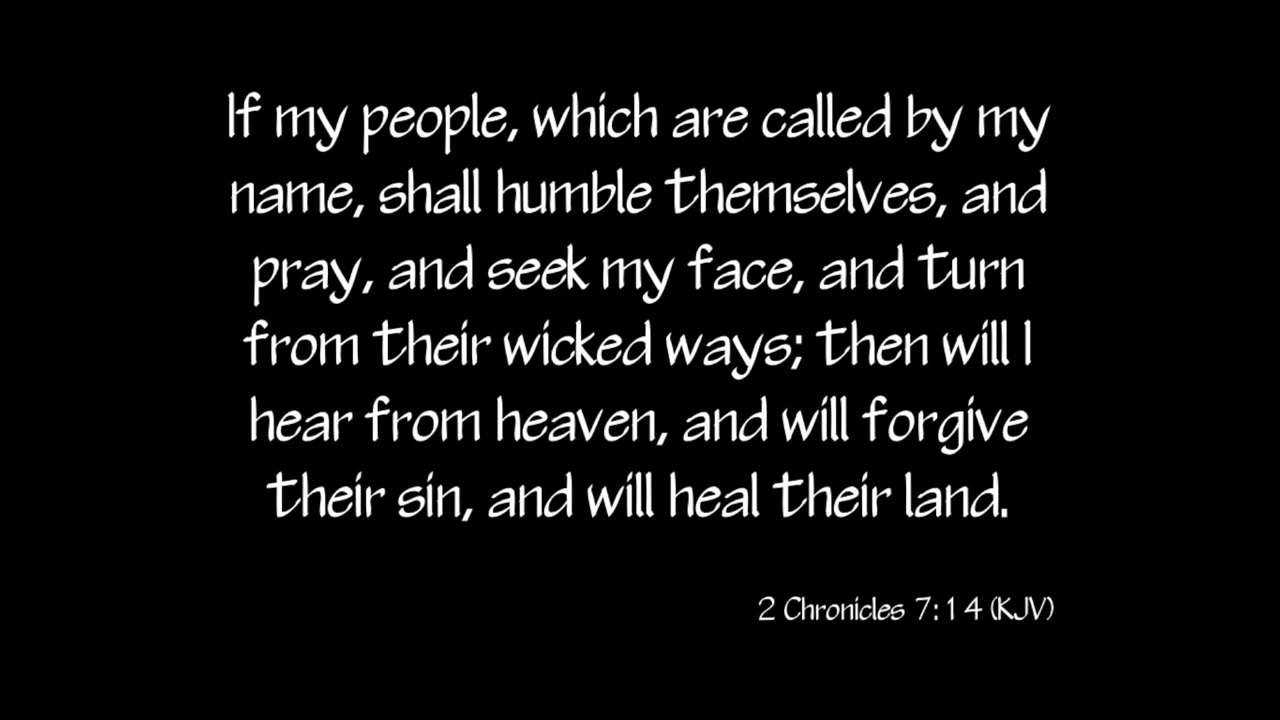 If my people, which are called by my
name, shall humble themselves, and
pray, and seek my face, and turn
from their wicked ways; then will I
hear from heaven, and will forgive
their sin, and will heal their land.
2 Chronicles 7:14 (KJV)